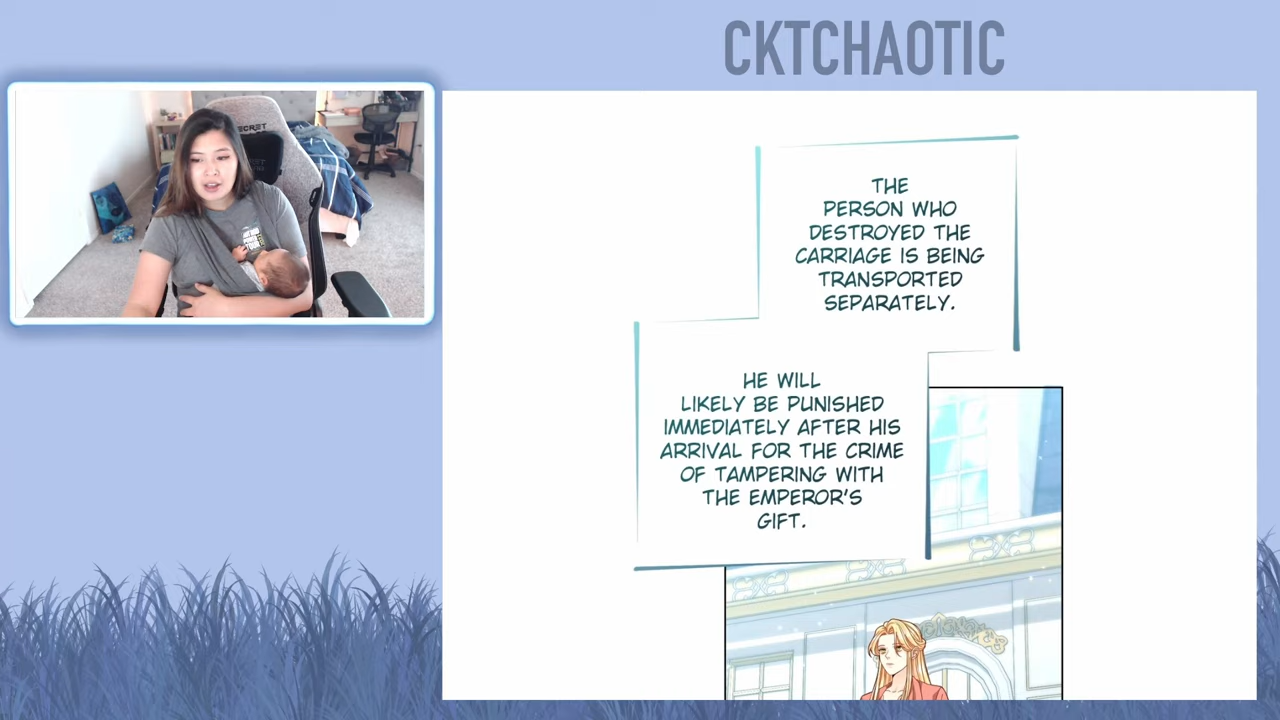 CKTCHAOTIC
SECRET
THE
PERSON WHO
DESTROYED THE
CARRIAGE IS BEING
TRANSPORTED
SEPARATELY.
HE WILL
LIKELY BE PUNISHED
IMMEDIATELY AFTER HIS
ARRIVAL FOR THE CRIME
OF TAMPERING WITH
THE EMPEROR'S
GIFT.